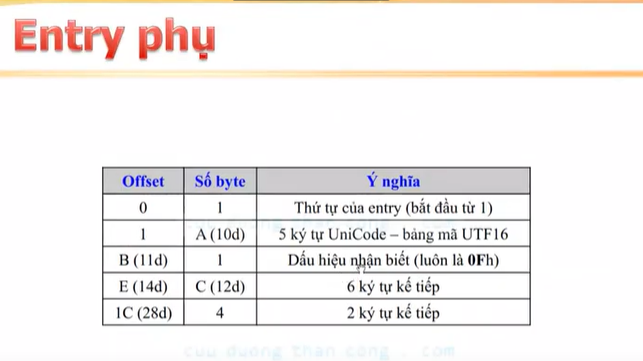 Entry phụ
Offset Số byte Ý nghĩa
0 1 Thứ tự của entry (bắt đầu từ 1)
1 A (10d) 5 ký tự UniCode – bảng mã UTF16
B (11d) 1 Dấu hiệu nhận biết (luôn là 0Fh)
E (14d) C (12d) 6 ký tự kế tiếp
1C (28d) 4 2 ký tự kế tiếp
cuu duong than cong . com